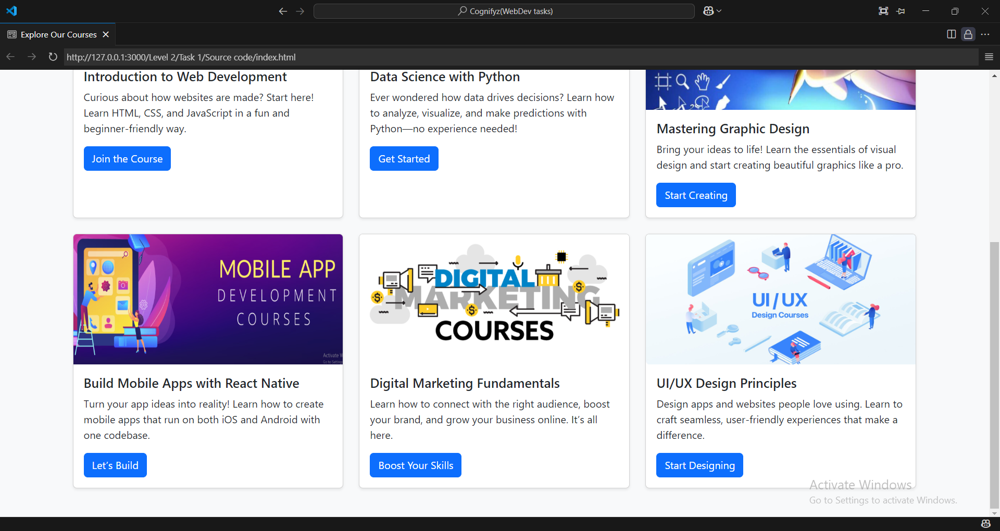 Cognifyz(WebDev tasks)
Explore Our Courses
http://127.0.0.1:3000/Level 2/Task 1/Source code/index.html
Introduction to Web Development
Curious about how websites are made? Start here!
Learn HTML, CSS, and JavaScript in a fun and
beginner-friendly way.
Join the Course
Data Science with Python
Ever wondered how data drives decisions? Learn how
to analyze, visualize, and make predictions with
Python—no experience needed!
Get Started
Mastering Graphic Design
Bring your ideas to life! Learn the essentials of visual
design and start creating beautiful graphics like a pro.
Start Creating
MOBILE APP
DEVELOPMENT
COURSES
Activate W
Go to Settings
Build Mobile Apps with React Native
Turn your app ideas into reality! Learn how to create
mobile apps that run on both iOS and Android with
one codebase.
Let's Build
DIGITAL
MARKETING
COURSES
Digital Marketing Fundamentals
Learn how to connect with the right audience, boost
your brand, and grow your business online. It's all
here.
Boost Your Skills
UI/UX
Design Courses
UI/UX Design Principles
Design apps and websites people love using. Learn to
craft seamless, user-friendly experiences that make a
difference.
Start Designing
Activate Windows
Go to Settings to activate Windows.